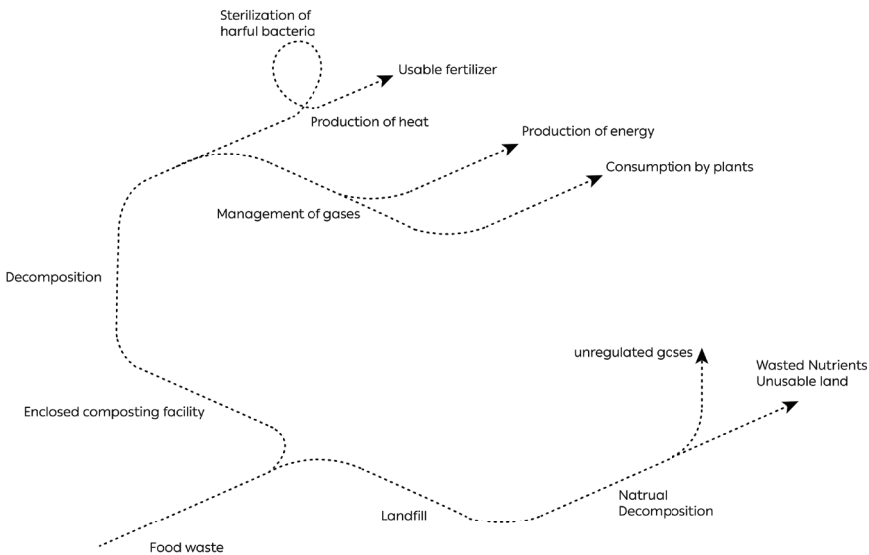 Sterilization of
harful bacteria
Usable fertilizer
Production of heat
Production of energy
Consumption by plants
Management of gases
Decomposition
unregulated gcses
Wasted Nutrients
Unusable land
Enclosed composting facility
Natrual
Decomposition
Landfill
Food waste